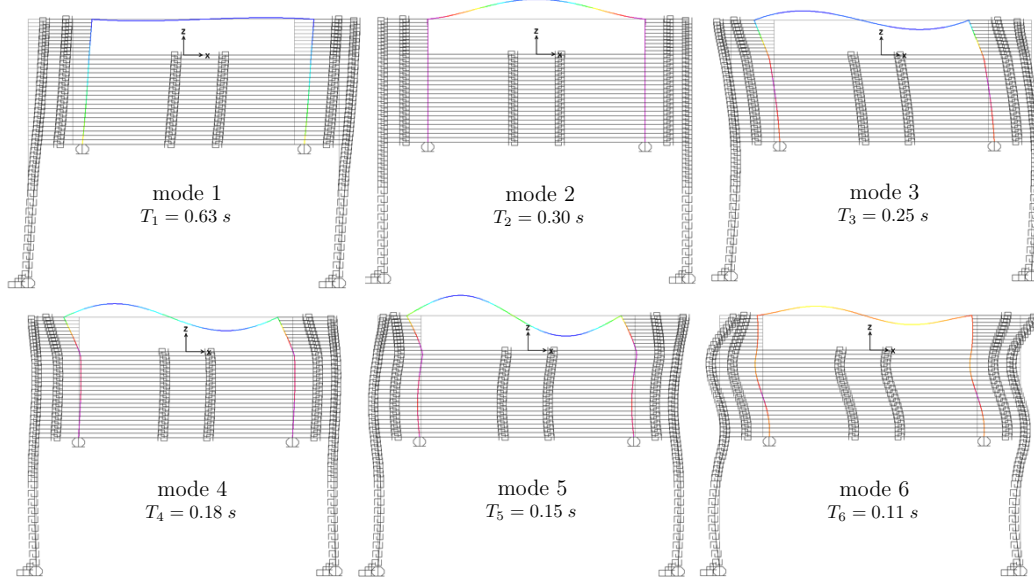 z
x
z
x
z
x
mode 1
T₁ = 0.63 s
mode 2
T₂ = 0.30 s
mode 3
T₃ = 0.25 s
z
x
z
x
z
x
mode 4
T₄ = 0.18 s
mode 5
T₅ = 0.15 s
mode 6
T₆ = 0.11 s